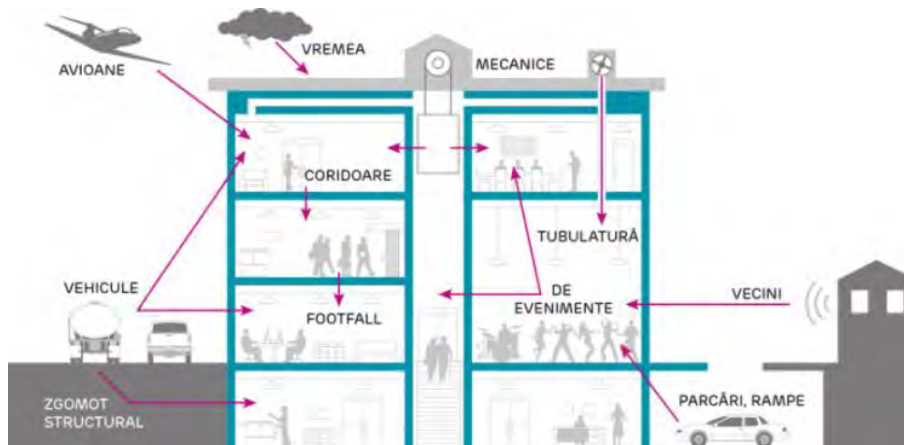 VREMEA
AVIOANE
MECANICE
CORIDOARE
TUBULATURĂ
VEHICULE
DE
EVENIMENTE
VECINI
FOOTFALL
PARCĂRI, RAMPE
ZGOMOT
STRUCTURAL